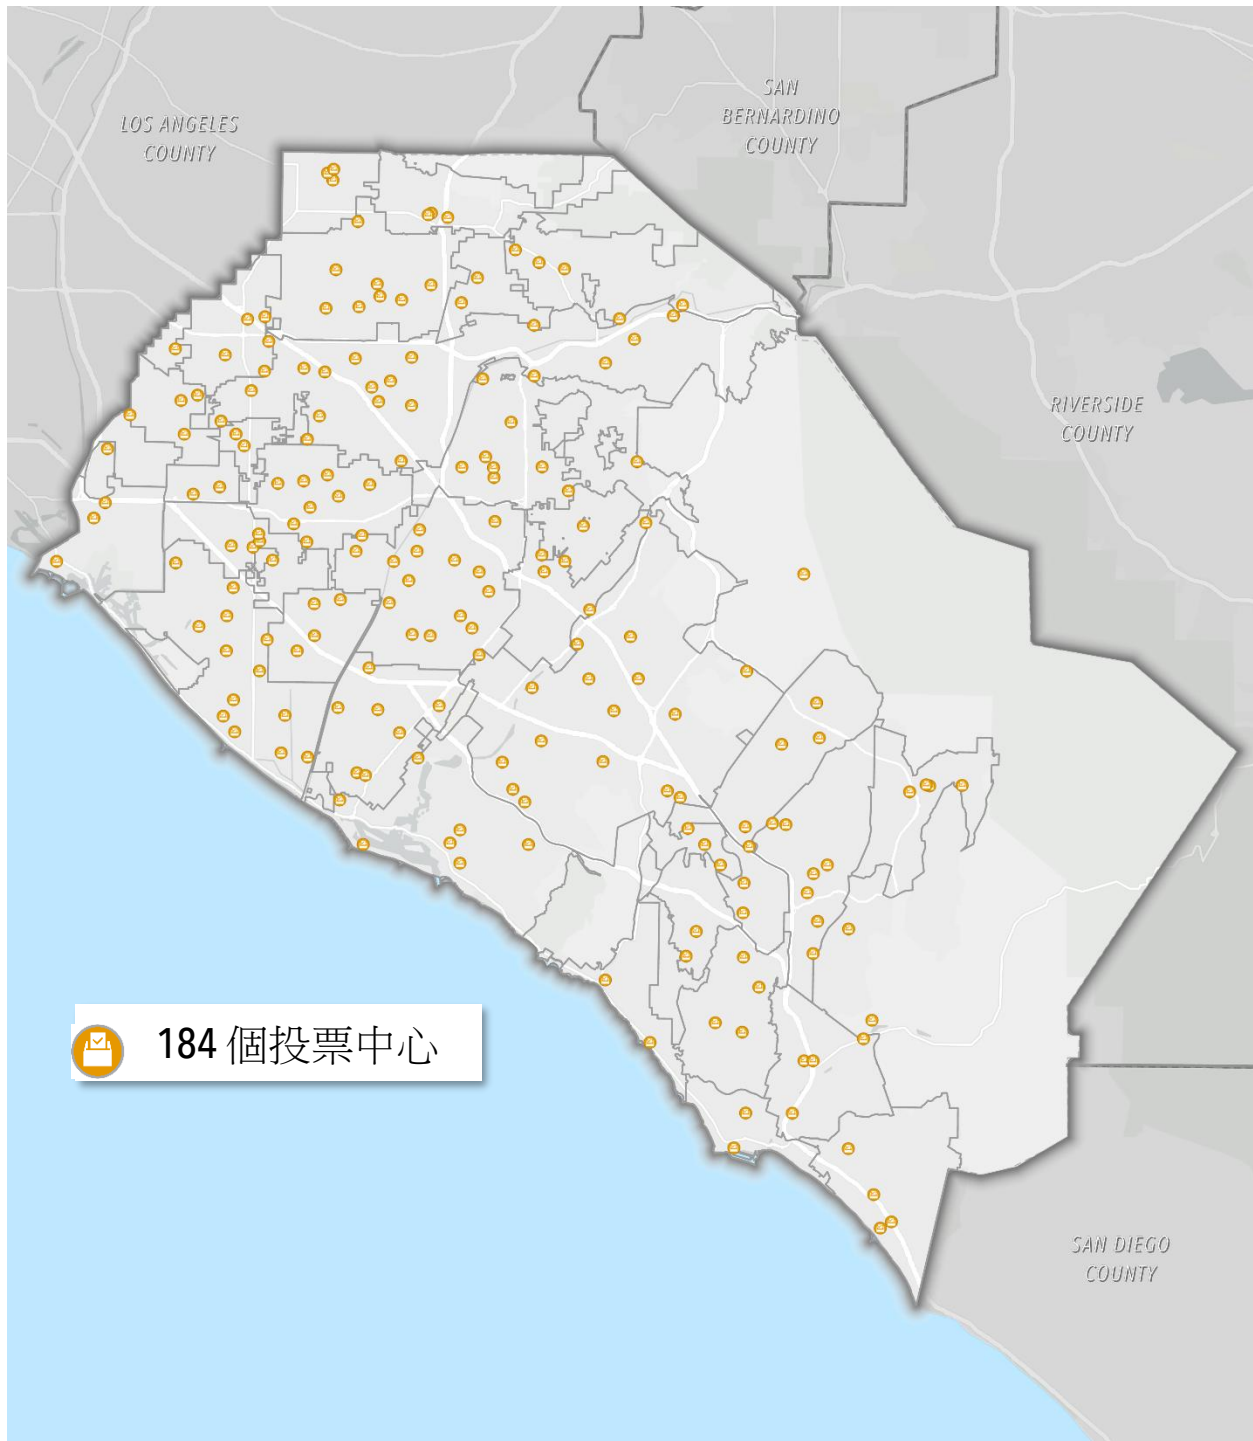 SAN
BERNARDINO
COUNTY
LOS ANGELES
COUNTY
RIVERSIDE
COUNTY
184 個投票中心
SAN DIEGO
COUNTY